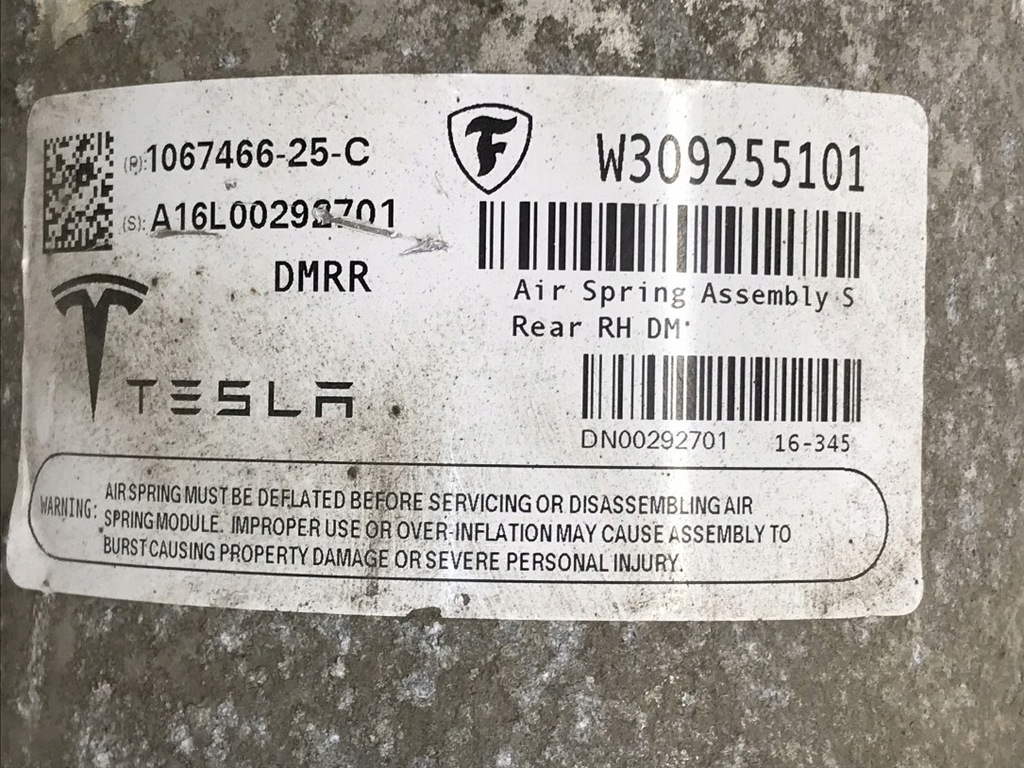 (P):1067466-25-C
(S): A16L00292701
DMRR
TESLA
F
W309255101
Air Spring Assembly S
Rear RH DM
DN00292701 16-345
WARNING: AIR SPRING MUST BE DEFLATED BEFORE SERVICING OR DISASSEMBLING AIR
SPRING MODULE. IMPROPER USE OR OVER-INFLATION MAY CAUSE ASSEMBLY TO
BURST CAUSING PROPERTY DAMAGE OR SEVERE PERSONAL INJURY.